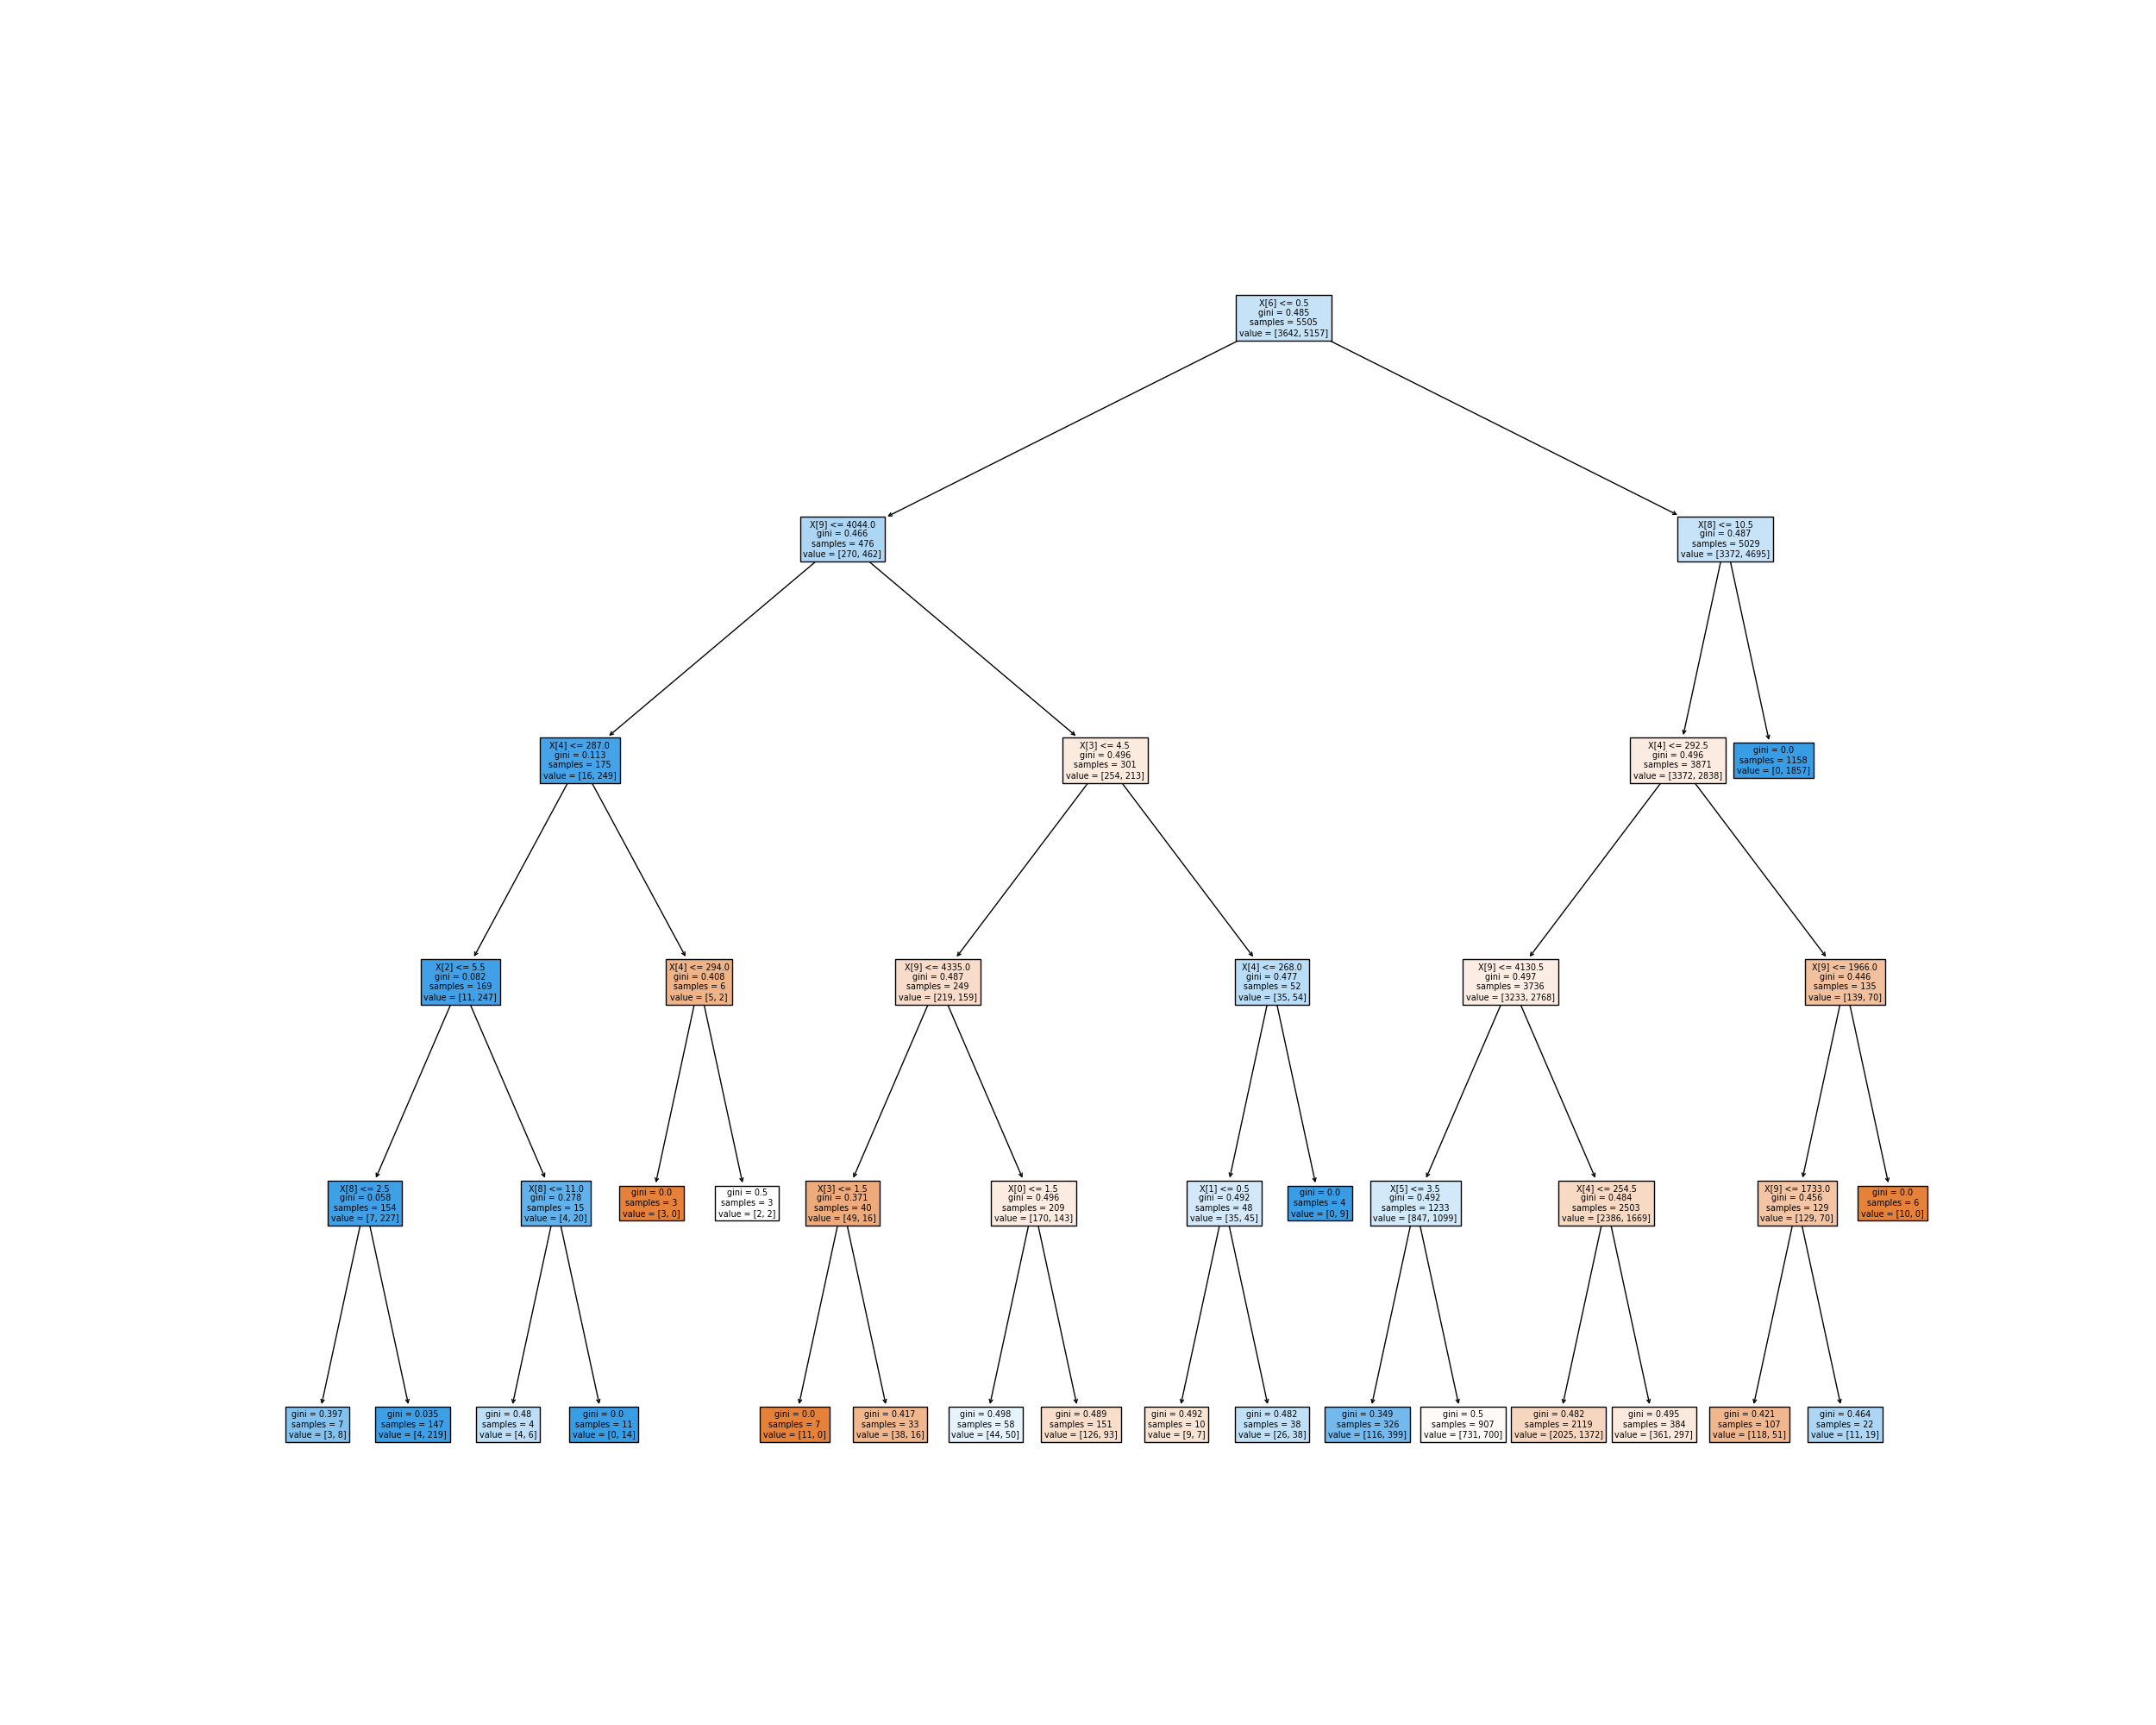 X[6] <= 0.5
gini = 0.485
samples = 5505
value = [3642, 5157]
X[9] <= 4044.0
gini = 0.466
samples = 476
value = [270, 462]
X[8] <= 10.5
gini = 0.487
samples = 5029
value = [3372, 4695]
X[4] <= 287.0
gini = 0.113
samples = 175
value = [16, 249]
X[3] <= 4.5
gini = 0.496
samples = 301
value = [254, 213]
X[4] <= 292.5
gini = 0.496
samples = 3871
value = [3372, 2838]
gini = 0.0
samples = 1158
value = [0, 1857]
X[2] <= 5.5
gini = 0.082
samples = 169
value = [11, 247]
X[4] <= 294.0
gini = 0.408
samples = 6
value = [5, 2]
X[9] <= 4335.0
gini = 0.487
samples = 249
value = [219, 159]
X[4] <= 268.0
gini = 0.477
samples = 52
value = [35, 54]
X[9] <= 4130.5
gini = 0.497
samples = 3736
value = [3233, 2768]
X[9] <= 1966.0
gini = 0.446
samples = 135
value = [139, 70]
X[8] <= 2.5
gini = 0.058
samples = 154
value = [7, 227]
X[8] <= 11.0
gini = 0.278
samples = 15
value = [4, 20]
gini = 0.0
samples = 3
value = [3, 0]
gini = 0.5
samples = 3
value = [2, 2]
X[3] <= 1.5
gini = 0.371
samples = 40
value = [49, 16]
X[0] <= 1.5
gini = 0.496
samples = 209
value = [170, 143]
X[1] <= 0.5
gini = 0.492
samples = 48
value = [35, 45]
gini = 0.0
samples = 4
value = [0, 9]
X[5] <= 3.5
gini = 0.492
samples = 1233
value = [847, 1099]
X[4] <= 254.5
gini = 0.484
samples = 2503
value = [2386, 1669]
X[9] <= 1733.0
gini = 0.456
samples = 129
value = [129, 70]
gini = 0.0
samples = 6
value = [10, 0]
gini = 0.397
samples = 7
value = [3, 8]
gini = 0.035
samples = 147
value = [4, 219]
gini = 0.48
samples = 4
value = [4, 6]
gini = 0.0
samples = 11
value = [0, 14]
gini = 0.0
samples = 7
value = [11, 0]
gini = 0.417
samples = 33
value = [38, 16]
gini = 0.498
samples = 58
value = [44, 50]
gini = 0.489
samples = 151
value = [126, 93]
gini = 0.492
samples = 10
value = [9, 7]
gini = 0.482
samples = 38
value = [26, 38]
gini = 0.349
samples = 326
value = [116, 399]
gini = 0.5
samples = 907
value = [731, 700]
gini = 0.482
samples = 2119
value = [2025, 1372]
gini = 0.495
samples = 384
value = [361, 297]
gini = 0.421
samples = 107
value = [118, 51]
gini = 0.464
samples = 22
value = [11, 19]